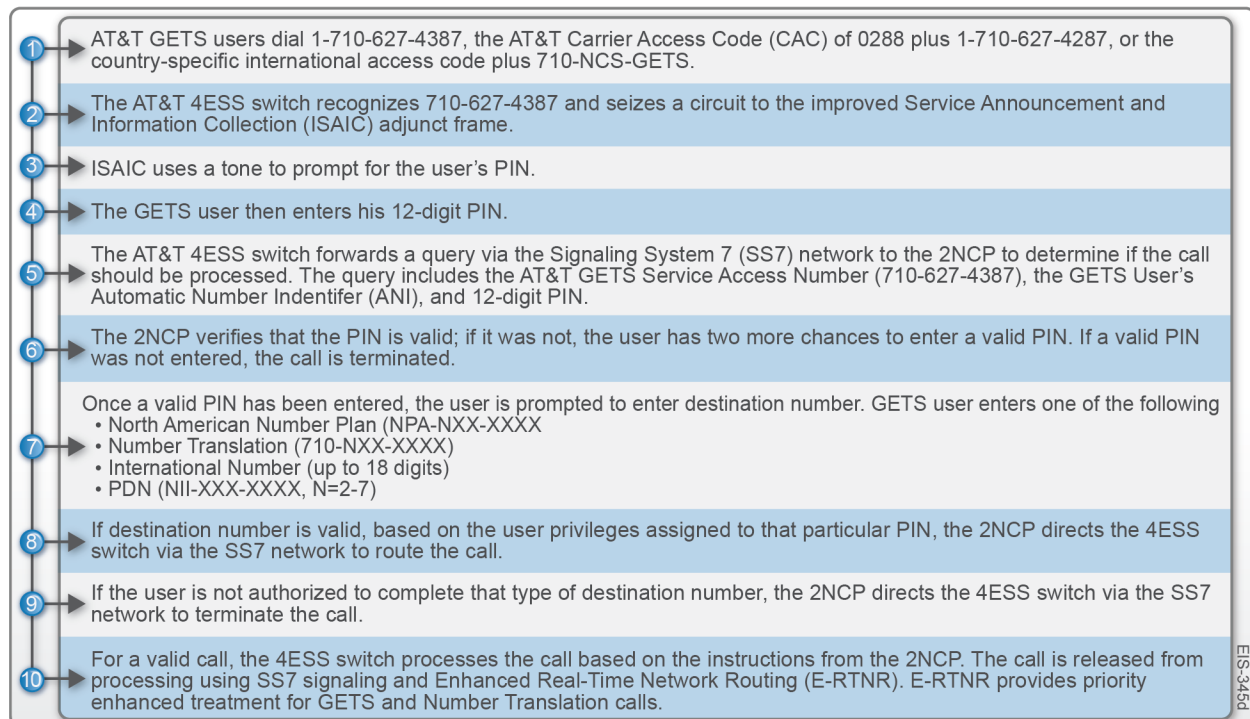 1
AT&T GETS users dial 1-710-627-4387, the AT&T Carrier Access Code (CAC) of 0288 plus 1-710-627-4287, or the
country-specific international access code plus 710-NCS-GETS.
2
The AT&T 4ESS switch recognizes 710-627-4387 and seizes a circuit to the improved Service Announcement and
Information Collection (ISAIC) adjunct frame.
3
ISAIC uses a tone to prompt for the user's PIN.
4
The GETS user then enters his 12-digit PIN.
5
The AT&T 4ESS switch forwards a query via the Signaling System 7 (SS7) network to the 2NCP to determine if the call
should be processed. The query includes the AT&T GETS Service Access Number (710-627-4387), the GETS User's
Automatic Number Indentifer (ANI), and 12-digit PIN.
6
The 2NCP verifies that the PIN is valid; if it was not, the user has two more chances to enter a valid PIN. If a valid PIN
was not entered, the call is terminated.
7
Once a valid PIN has been entered, the user is prompted to enter destination number. GETS user enters one of the following
• North American Number Plan (NPA-NXX-XXXX
• Number Translation (710-NXX-XXXX)
• International Number (up to 18 digits)
• PDN (NII-XXX-XXXX, N=2-7)
8
If destination number is valid, based on the user privileges assigned to that particular PIN, the 2NCP directs the 4ESS
switch via the SS7 network to route the call.
9
If the user is not authorized to complete that type of destination number, the 2NCP directs the 4ESS switch via the SS7
network to terminate the call.
10
For a valid call, the 4ESS switch processes the call based on the instructions from the 2NCP. The call is released from
processing using SS7 signaling and Enhanced Real-Time Network Routing (E-RTNR). E-RTNR provides priority
enhanced treatment for GETS and Number Translation calls.
EIS-345d